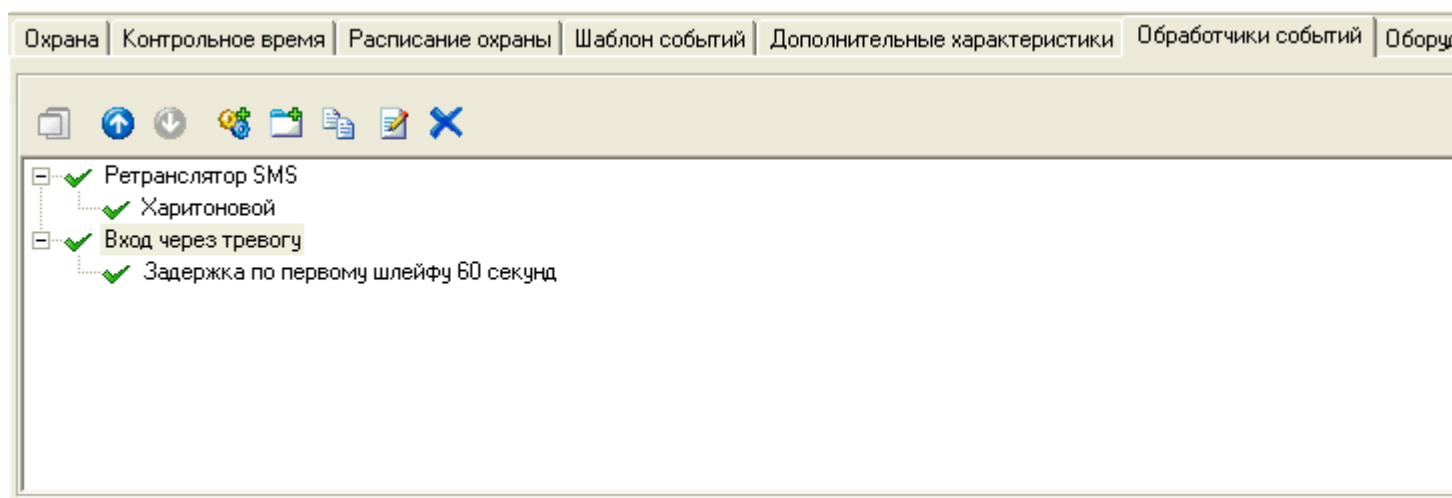 Охрана Контрольное время Расписание охраны Шаблон событий Дополнительные характеристики Обработчики событий
Ретранслятор SMS
Харитоновой
Вход через тревогу
Задержка по первому шлейфу 60 секунд